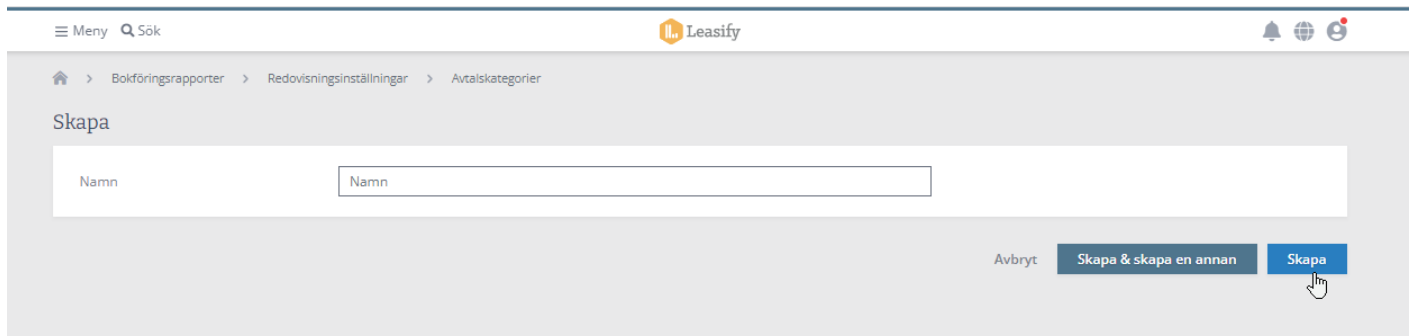 Meny Sök Leasify
Bokföringsrapporter > Redovisningsinställningar > Avtalskategorier
Skapa
Namn Namn
Avbryt Skapa & skapa en annan Skapa